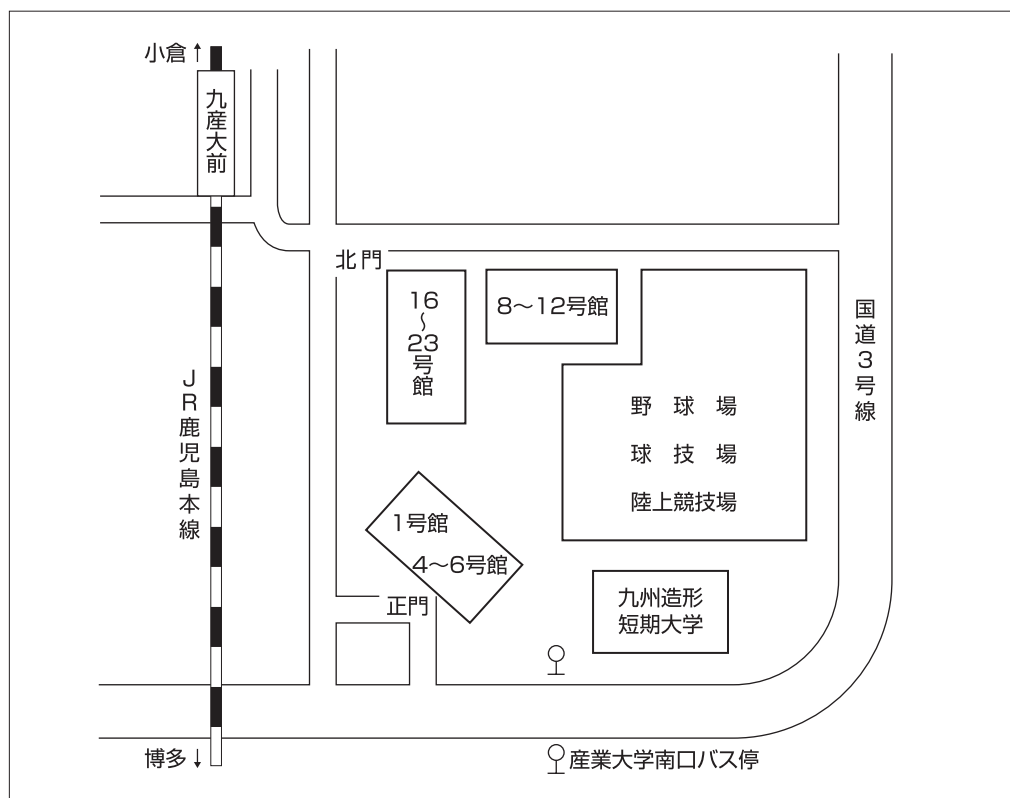 小倉↑
九産大前
北門
16〜23号館
8〜12号館
国道3号線
JR鹿児島本線
野球場
球技場
陸上競技場
1号館
4〜6号館
正門
九州造形
短期大学
博多↓
産業大学南口バス停